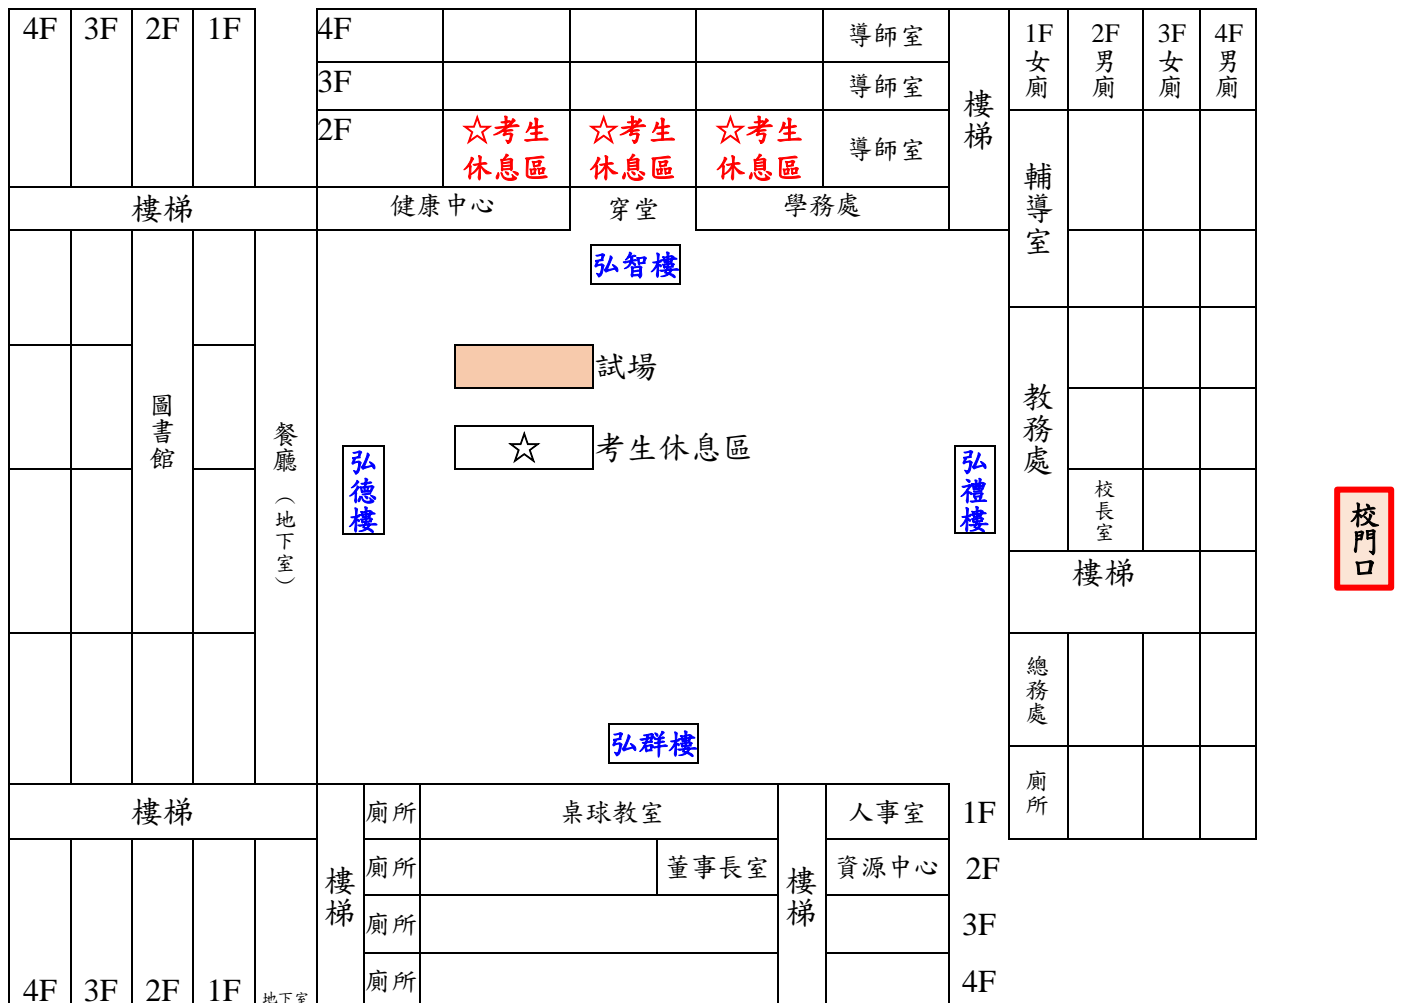 4F 3F 2F 1F
4F 導師室
3F 導師室
2F ☆考生休息區 ☆考生休息區 ☆考生休息區 導師室
樓梯
1F女廁 2F男廁 3F女廁 4F男廁
樓梯 健康中心 穿堂 學務處
輔導室
弘智樓
試場
☆ 考生休息區
圖書館
餐廳（地下室）
弘德樓
弘禮樓
教務處
校長室
校門口
樓梯
總務處
弘群樓
廁所
樓梯
樓梯
廁所 桌球教室 人事室 1F
廁所 董事長室 資源中心 2F
樓梯
廁所 3F
廁所 4F
4F 3F 2F 1F 地下室